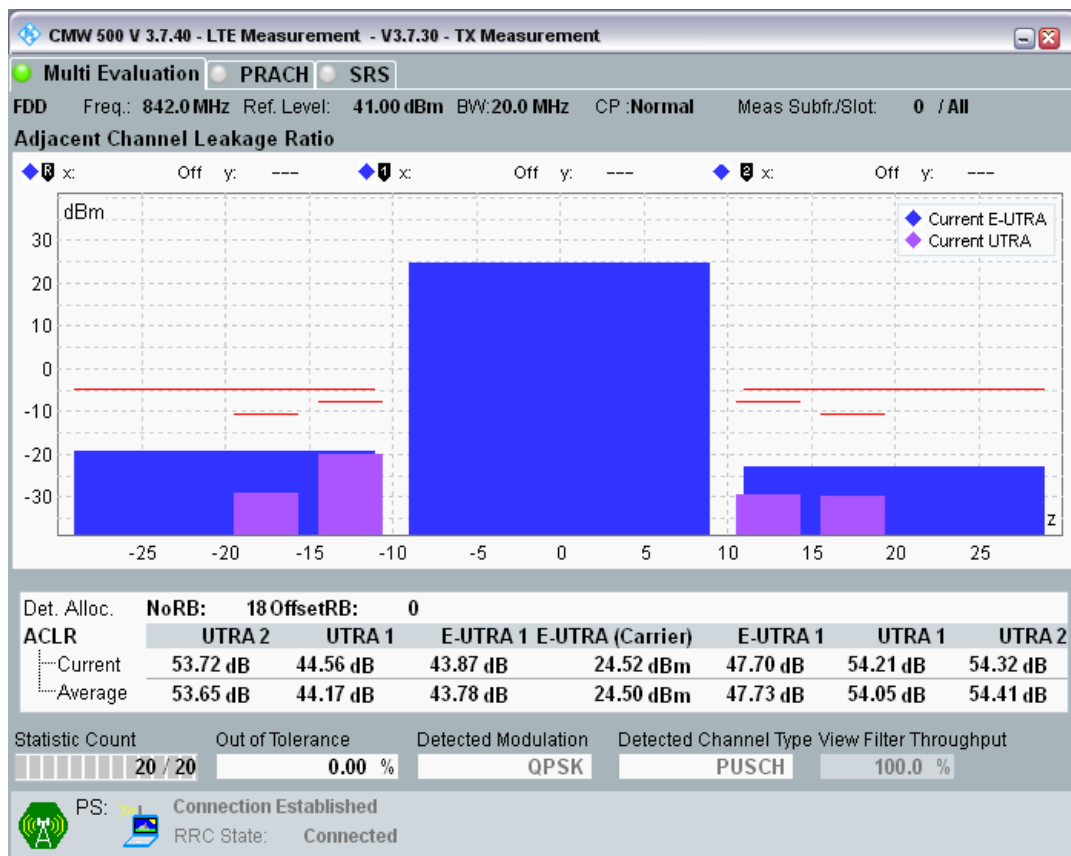 CMW 500 V 3.7.40 - LTE Measurement - V3.7.30 - TX Measurement
Multi Evaluation PRACH SRS
FDD Freq.: 842.0 MHz Ref. Level: 41.00 dBm BW:20.0 MHz CP :Normal Meas Subfr./Slot: 0 / All
Adjacent Channel Leakage Ratio
R x: Off y: --- 1 x: Off y: --- 2 x: Off y: ---
dBm
Current E-UTRA
Current UTRA
30
20
10
0
-10
-20
-30
z
-25 -20 -15 -10 -5 0 5 10 15 20 25
Det. Alloc. NoRB: 18 OffsetRB: 0
ACLR UTRA 2 UTRA 1 E-UTRA 1 E-UTRA (Carrier) E-UTRA 1 UTRA 1 UTRA 2
Current 53.72 dB 44.56 dB 43.87 dB 24.52 dBm 47.70 dB 54.21 dB 54.32 dB
Average 53.65 dB 44.17 dB 43.78 dB 24.50 dBm 47.73 dB 54.05 dB 54.41 dB
Statistic Count Out of Tolerance Detected Modulation Detected Channel Type View Filter Throughput
20 / 20 0.00 % QPSK PUSCH 100.0 %
PS: Connection Established
RRC State: Connected